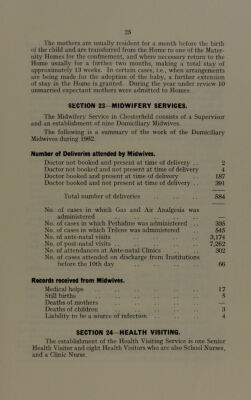 25
The mothers are usually resident for a month before the birth
of the child and are transferred from the Home to one of the Mater-
nity Homes for the confinement, and where necessary return to the
Home usually for a further two months, making a total stay of
approximately 13 weeks. In certain cases, i.e., when arrangements
are being made for the adoption of the baby, a further extension
of stay in the Home is granted. During the year under review 10
unmarried expectant mothers were admitted to Homes.
SECTION 23—MIDWIFERY SERVICES.
The Midwifery Service in Chesterfield consists of a Supervisor
and an establishment of nine Domiciliary Midwives.
The following is a summary of the work of the Domiciliary
Midwives during 1962.
Number of Deliveries attended by Midwives.
Doctor not booked and present at time of delivery .. 2
Doctor not booked and not present at time of delivery 4
Doctor booked and present at time of delivery 187
Doctor booked and not present at time of delivery .. 391
Total number of deliveries .. .. .. 584
No. of cases in which Gas and Air Analgesia was
administered .. .. .. .. .. —
No. of cases in which Pethidine was administered .. 335
No. of cases in which Trilene was administered 545
No. of ante-natal visits .. .. .. .. 3,174
No. of post-natal visits .. .. .. .. 7,262
No. of attendances at Ante-natal Clinics .. .. 302
No. of cases attended on discharge from Institutions
before the 10th day .. .. .. .. 66
Records received from Midwives.
Medical helps .. .. .. .. .. 17
Still births .. .. .. .. .. 5
Deaths of mothers .. .. .. .. —
Deaths of children .. .. .. .. 3
Liability to be a source of infection .. .. .. 4
SECTION 24—HEALTH VISITING.
The establishment of the Health Visiting Service is one Senior
Health Visitor and eight Health Visitors who are also School Nurses,
and a Clinic Nurse.